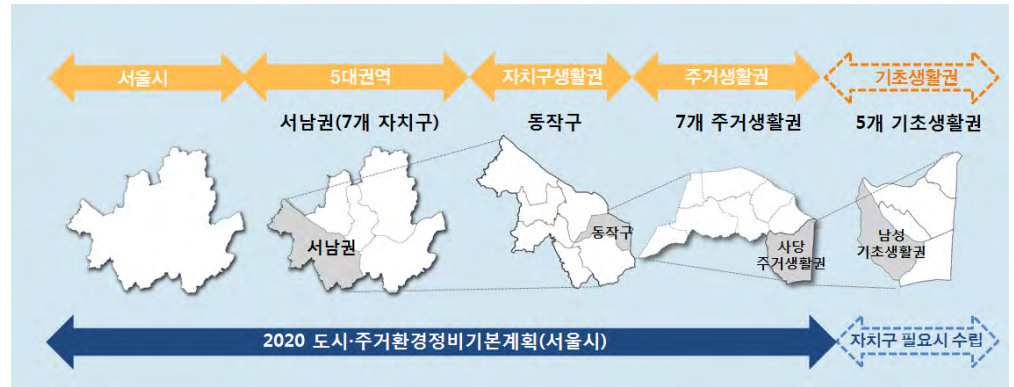 서울시
5대권역
자치구생활권
주거생활권
기초생활권
서남권(7개 자치구)
동작구
7개 주거생활권
5개 기초생활권
서남권
동작구
사당
주거생활권
남성
기초생활권
2020 도시·주거환경정비기본계획(서울시)
자치구 필요시 수립